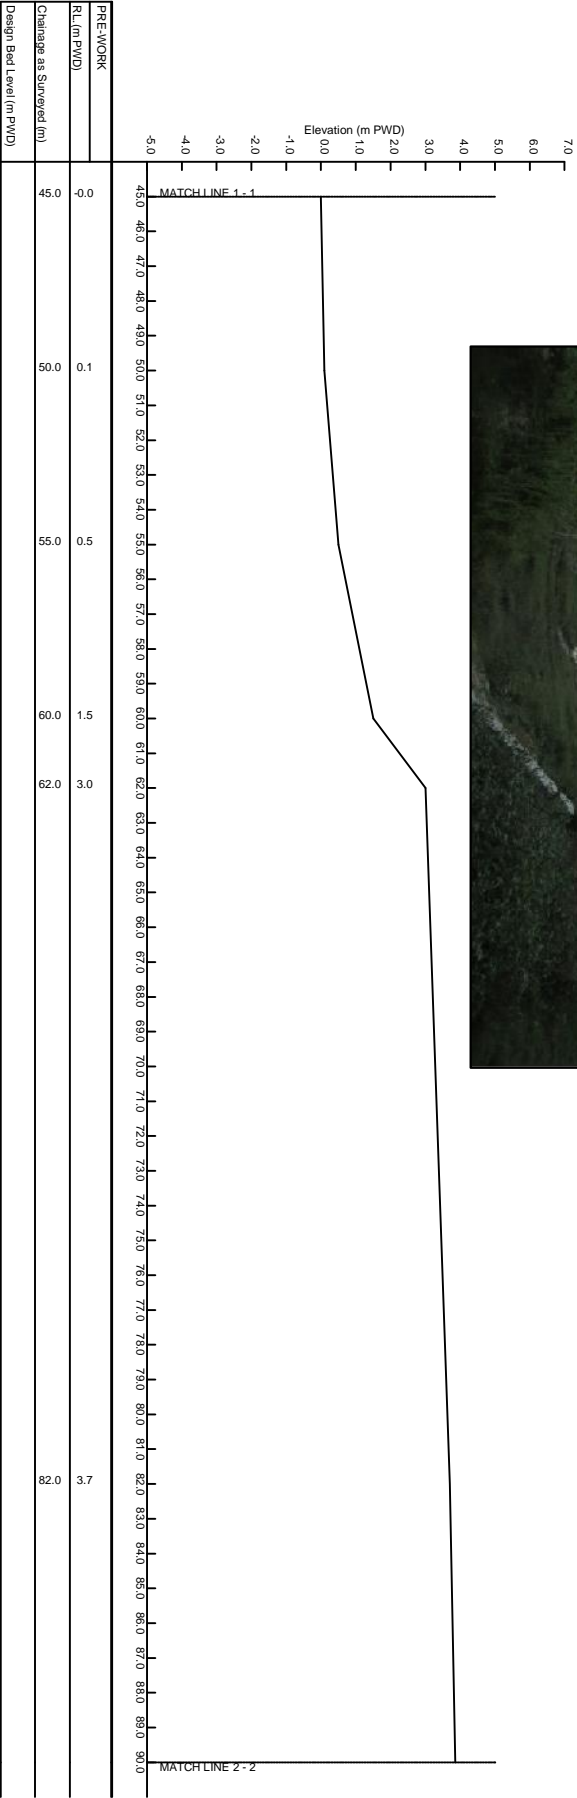 PRE-WORK
R.L.(m PWD)
Chainage as Surveyed (m)
Design Bed Level (m PWD)
Elevation (m PWD)
7.0
6.0
5.0
4.0
3.0
2.0
1.0
0.0
-1.0
-2.0
-3.0
-4.0
-5.0
MATCH LINE 1 - 1
MATCH LINE 2 - 2
45.0 46.0 47.0 48.0 49.0 50.0 51.0 52.0 53.0 54.0 55.0 56.0 57.0 58.0 59.0 60.0 61.0 62.0 63.0 64.0 65.0 66.0 67.0 68.0 69.0 70.0 71.0 72.0 73.0 74.0 75.0 76.0 77.0 78.0 79.0 80.0 81.0 82.0 83.0 84.0 85.0 86.0 87.0 88.0 89.0 90.0
45.0 -0.0
50.0 0.1
55.0 0.5
60.0 1.5
62.0 3.0
82.0 3.7